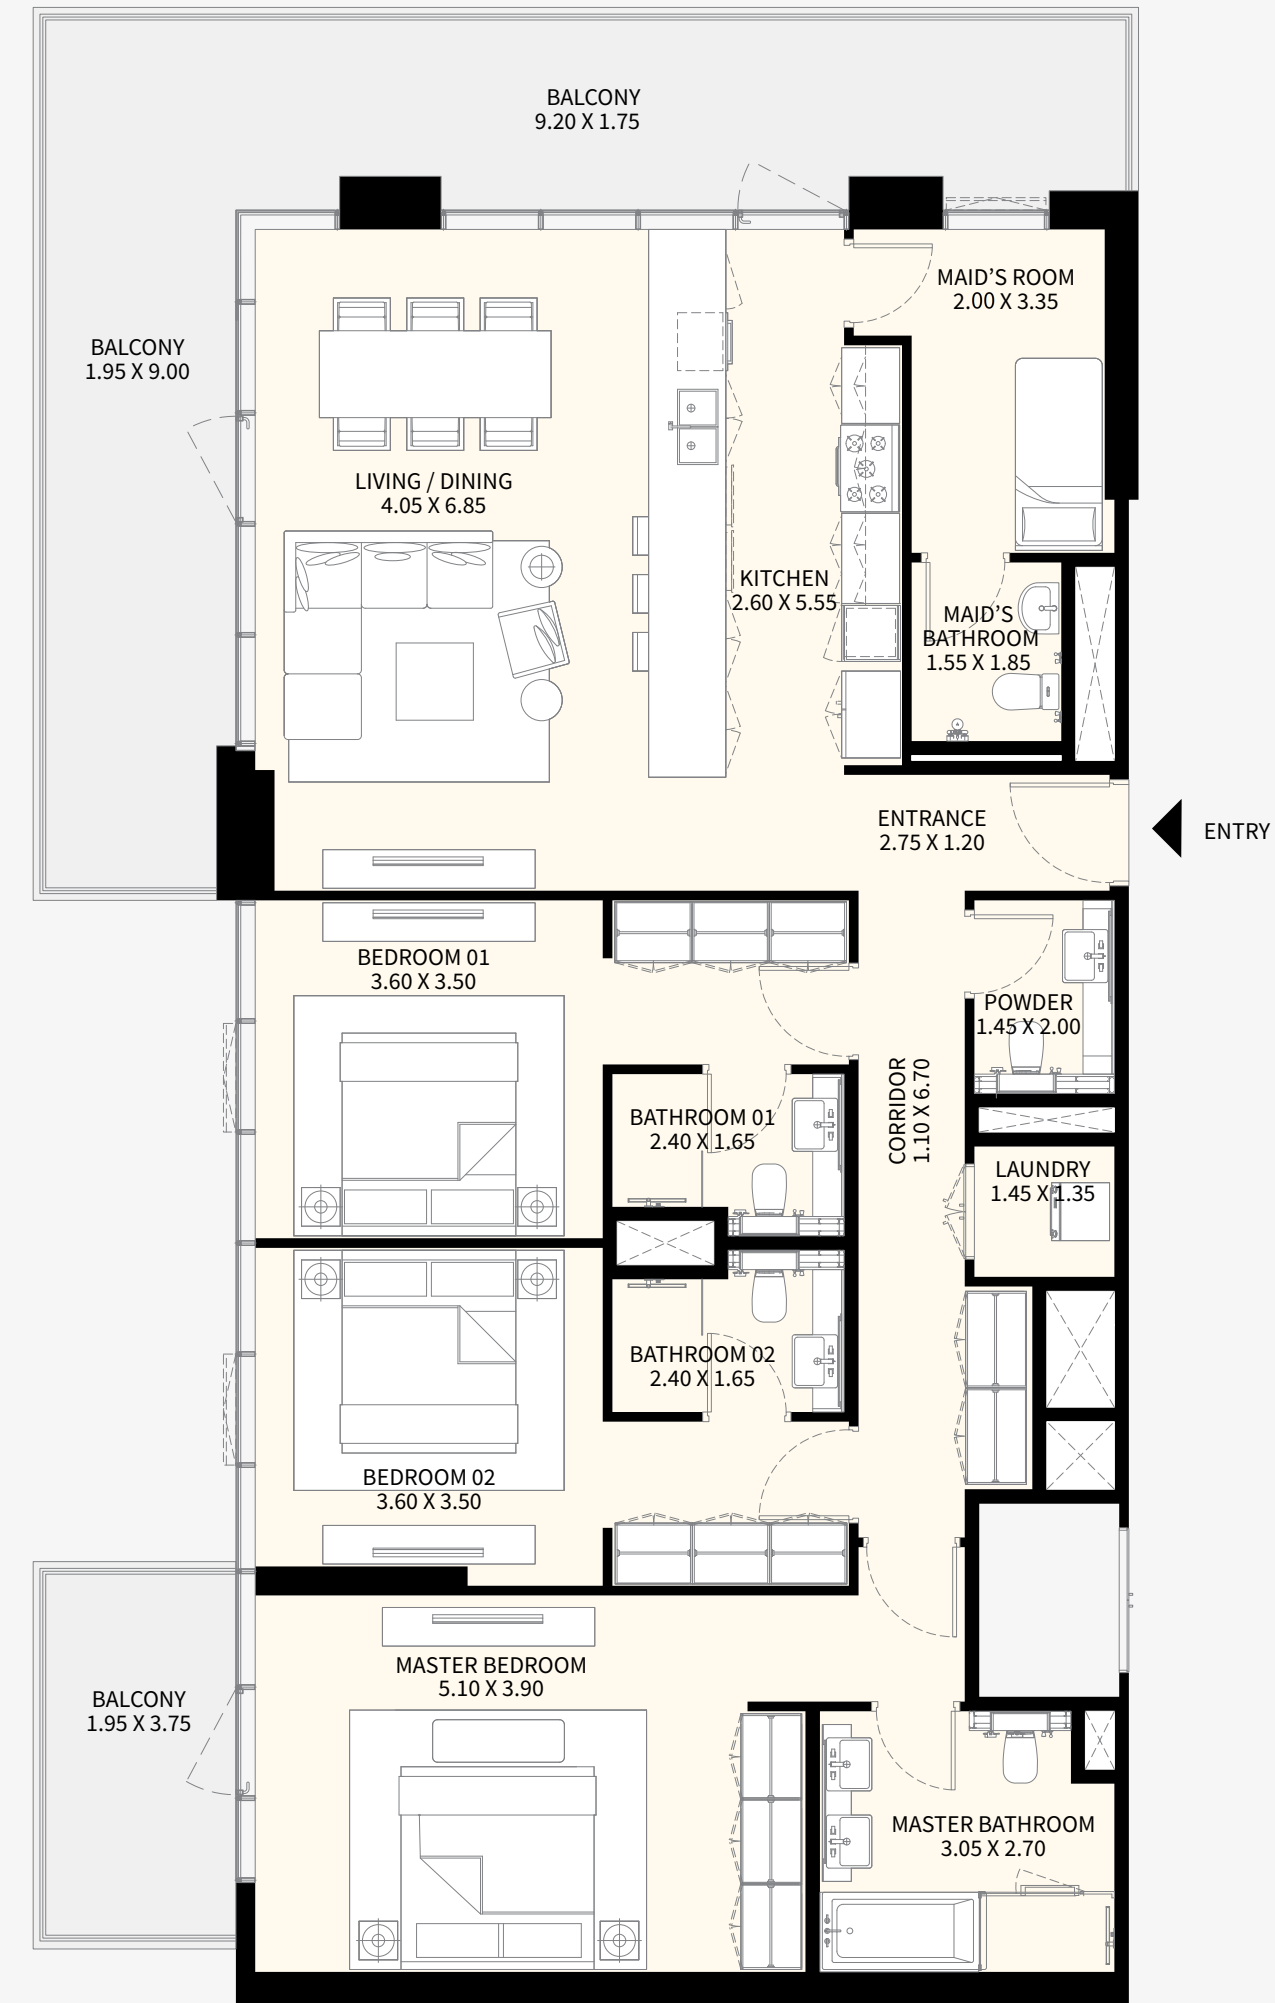 BALCONY
9.20 X 1.75
MAID’S ROOM
2.00 X 3.35
BALCONY
1.95 X 9.00
LIVING / DINING
4.05 X 6.85
KITCHEN
2.60 X 5.55
MAID’S
BATHROOM
1.55 X 1.85
ENTRANCE
2.75 X 1.20
ENTRY
BEDROOM 01
3.60 X 3.50
POWDER
1.45 X 2.00
CORRIDOR
1.10 X 6.70
BATHROOM 01
2.40 X 1.65
LAUNDRY
1.45 X 1.35
BATHROOM 02
2.40 X 1.65
BEDROOM 02
3.60 X 3.50
MASTER BEDROOM
5.10 X 3.90
BALCONY
1.95 X 3.75
MASTER BATHROOM
3.05 X 2.70